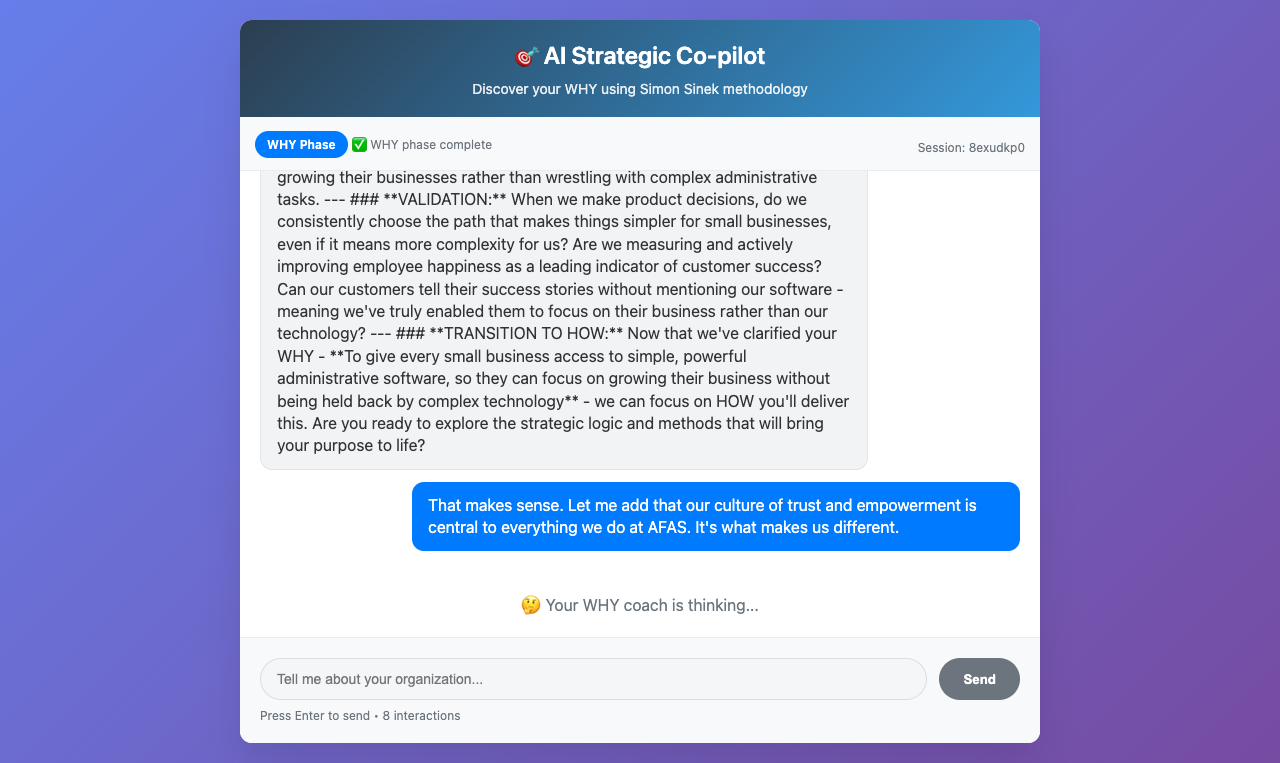 🎯 AI Strategic Co-pilot
Discover your WHY using Simon Sinek methodology
WHY Phase ✅ WHY phase complete
Session: 8exudkp0
growing their businesses rather than wrestling with complex administrative
tasks. --- ### **VALIDATION:** When we make product decisions, do we
consistently choose the path that makes things simpler for small businesses,
even if it means more complexity for us? Are we measuring and actively
improving employee happiness as a leading indicator of customer success?
Can our customers tell their success stories without mentioning our software -
meaning we've truly enabled them to focus on their business rather than our
technology? --- ### **TRANSITION TO HOW:** Now that we've clarified your
WHY - **To give every small business access to simple, powerful
administrative software, so they can focus on growing their business without
being held back by complex technology** - we can focus on HOW you'll deliver
this. Are you ready to explore the strategic logic and methods that will bring
your purpose to life?
That makes sense. Let me add that our culture of trust and empowerment is
central to everything we do at AFAS. It's what makes us different.
🤔 Your WHY coach is thinking...
Tell me about your organization...
Send
Press Enter to send • 8 interactions